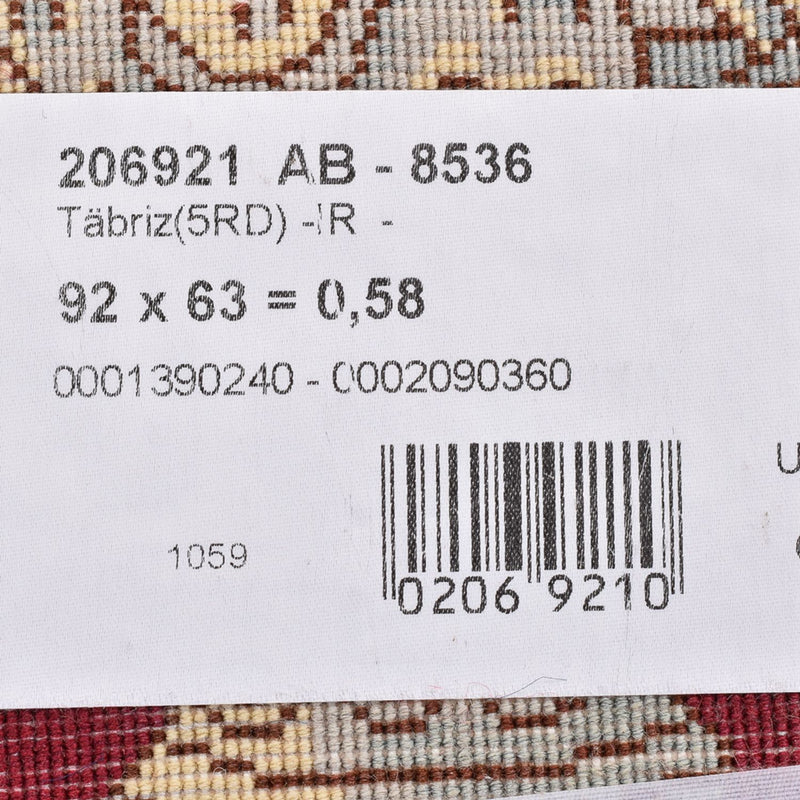 206921 AB - 8536
Täbriz(5RD) -IR -
92 x 63 = 0,58
0001390240 - 0002090360
1059
0206 9210